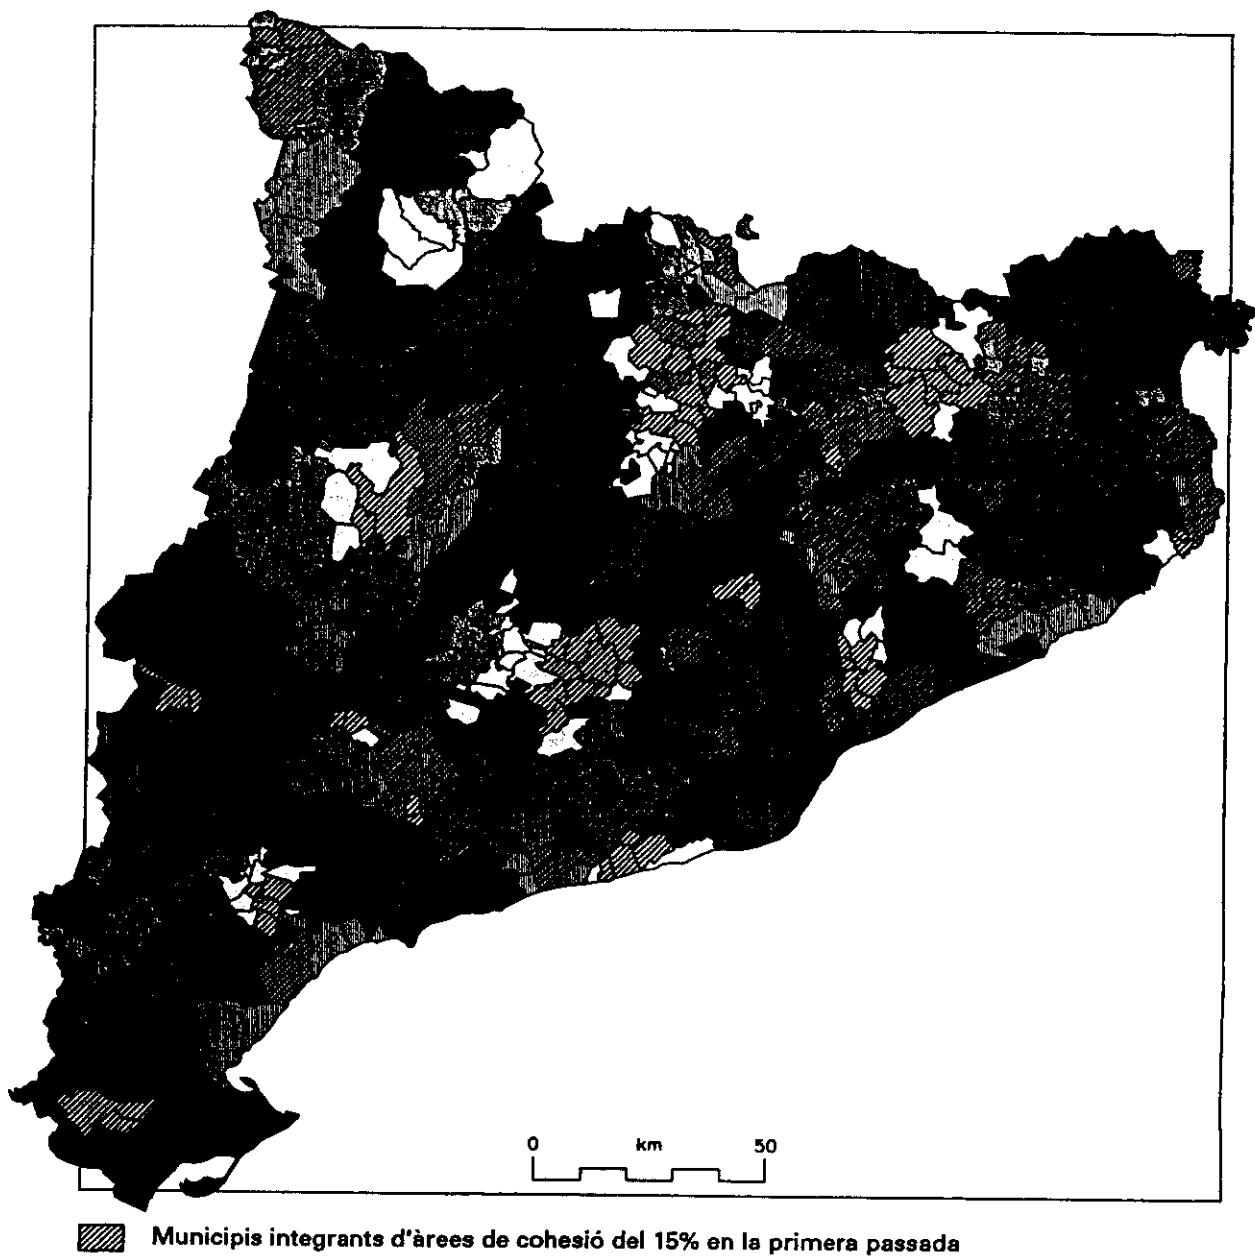 0 km 50
Municipis integrants d'àrees de cohesió del 15% en la primera passada